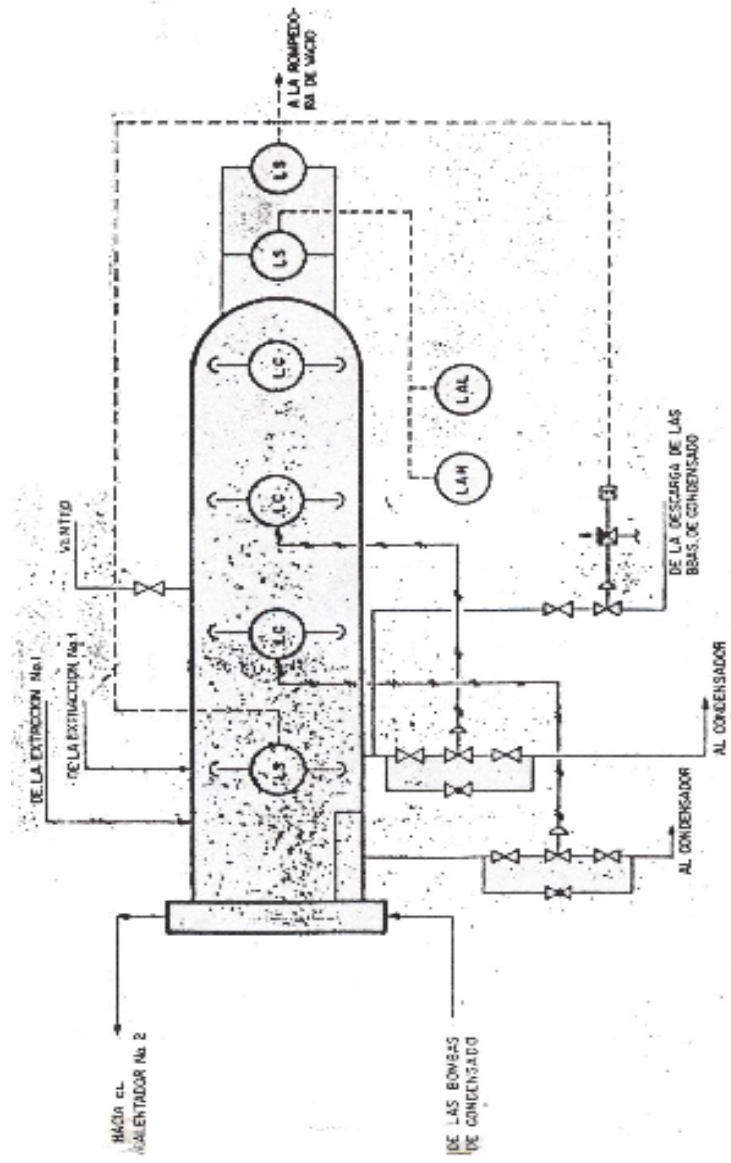 HACIA EL
CALENTADOR No. 2
DE LA EXTRCCION No.1
DE LA EXTRACCION No.1
VENTEO
LS
LC
LC
LC
LS
LS
A LA ROMPEDO-
RA DE VACIO
LAH
LAL
DE LAS BOMBAS
DE CONDENSADO
AL CONDENSADOR
AL CONDENSADOR
DE LA DESCARGA DE LAS
BBAS. DE CONDENSADO